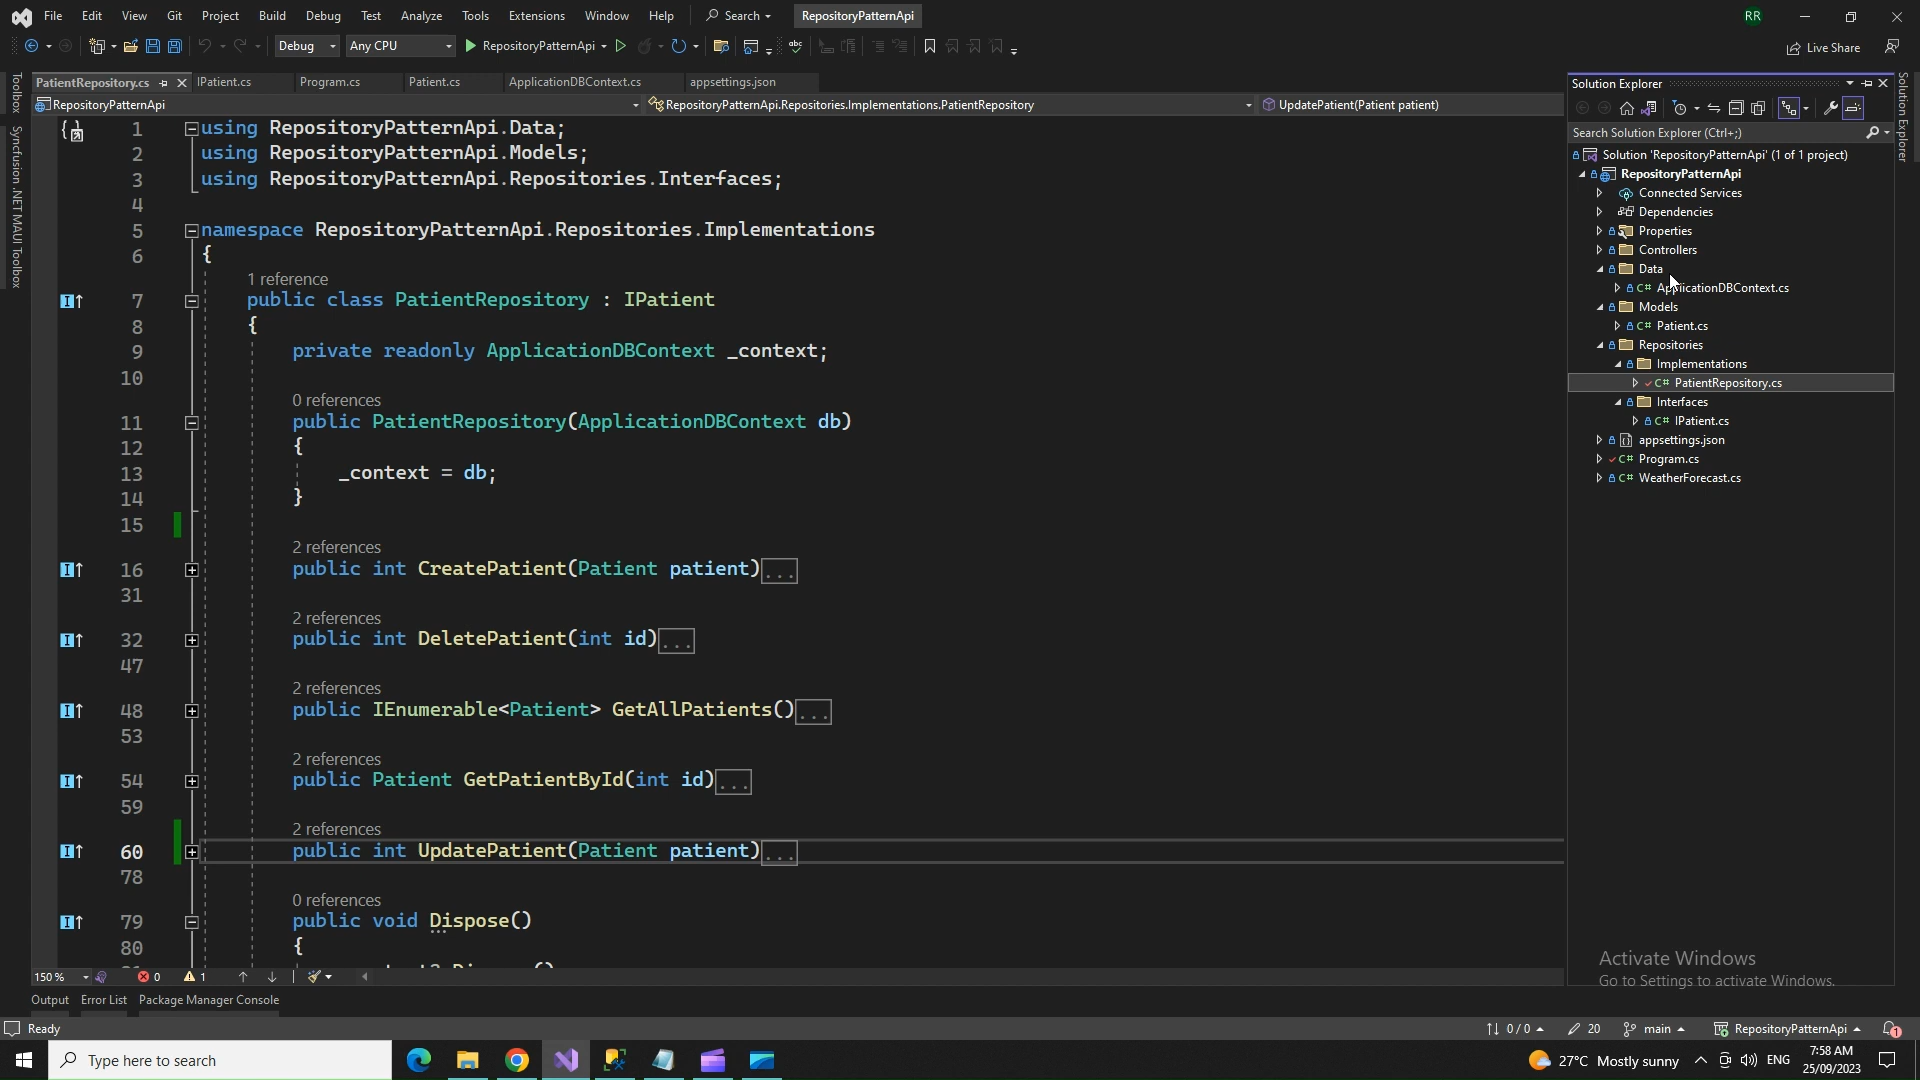 File Edit View Git Project Build Debug Test Analyze Tools Extensions Window Help Search RepositoryPatternApi RR
Debug Any CPU RepositoryPatternApi Live Share
PatientRepository.cs IPatient.cs Program.cs Patient.cs ApplicationDBContext.cs appsettings.json
RepositoryPatternApi RepositoryPatternApi.Repositories.Implementations.PatientRepository UpdatePatient(Patient patient)
Toolbox
Syncfusion .NET MAUI Toolbox
1 using RepositoryPatternApi.Data;
2 using RepositoryPatternApi.Models;
3 using RepositoryPatternApi.Repositories.Interfaces;
4
5 namespace RepositoryPatternApi.Repositories.Implementations
6 {
1 reference
7 public class PatientRepository : IPatient
8 {
9 private readonly ApplicationDBContext _context;
10
0 references
11 public PatientRepository(ApplicationDBContext db)
12 {
13 _context = db;
14 }
15
2 references
16 public int CreatePatient(Patient patient)...
31
2 references
32 public int DeletePatient(int id)...
47
2 references
48 public IEnumerable<Patient> GetAllPatients()...
53
2 references
54 public Patient GetPatientById(int id)...
59
2 references
60 public int UpdatePatient(Patient patient)...
78
0 references
79 public void Dispose()
80 {
150 % 0 1
Output Error List Package Manager Console
Solution Explorer
Search Solution Explorer (Ctrl+;)
Solution 'RepositoryPatternApi' (1 of 1 project)
RepositoryPatternApi
Connected Services
Dependencies
Properties
Controllers
Data
C# ApplicationDBContext.cs
Models
C# Patient.cs
Repositories
Implementations
C# PatientRepository.cs
Interfaces
C# IPatient.cs
appsettings.json
C# Program.cs
C# WeatherForecast.cs
Solution Explorer
Activate Windows
Go to Settings to activate Windows.
Ready 0 / 0 20 main RepositoryPatternApi 1
Type here to search 27°C Mostly sunny ENG 7:58 AM
25/09/2023